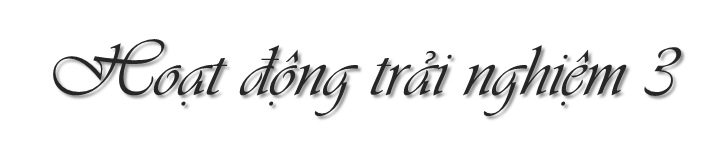 Hoạt động trải nghiệm 3